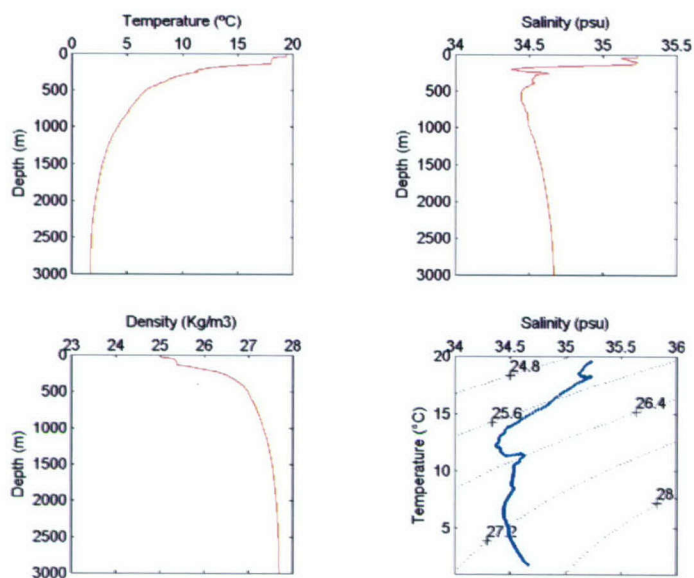 Temperature (ºC)
0 5 10 15 20
0
500
1000
1500
2000
2500
3000
Depth (m)
Salinity (psu)
34 34.5 35 35.5
0
500
1000
1500
2000
2500
3000
Depth (m)
Density (Kg/m3)
23 24 25 26 27 28
0
500
1000
1500
2000
2500
3000
Depth (m)
Salinity (psu)
34 34.5 35 35.5 36
20
15
10
5
Temperature (°C)
24.8
25.6
26.4
27.2
28